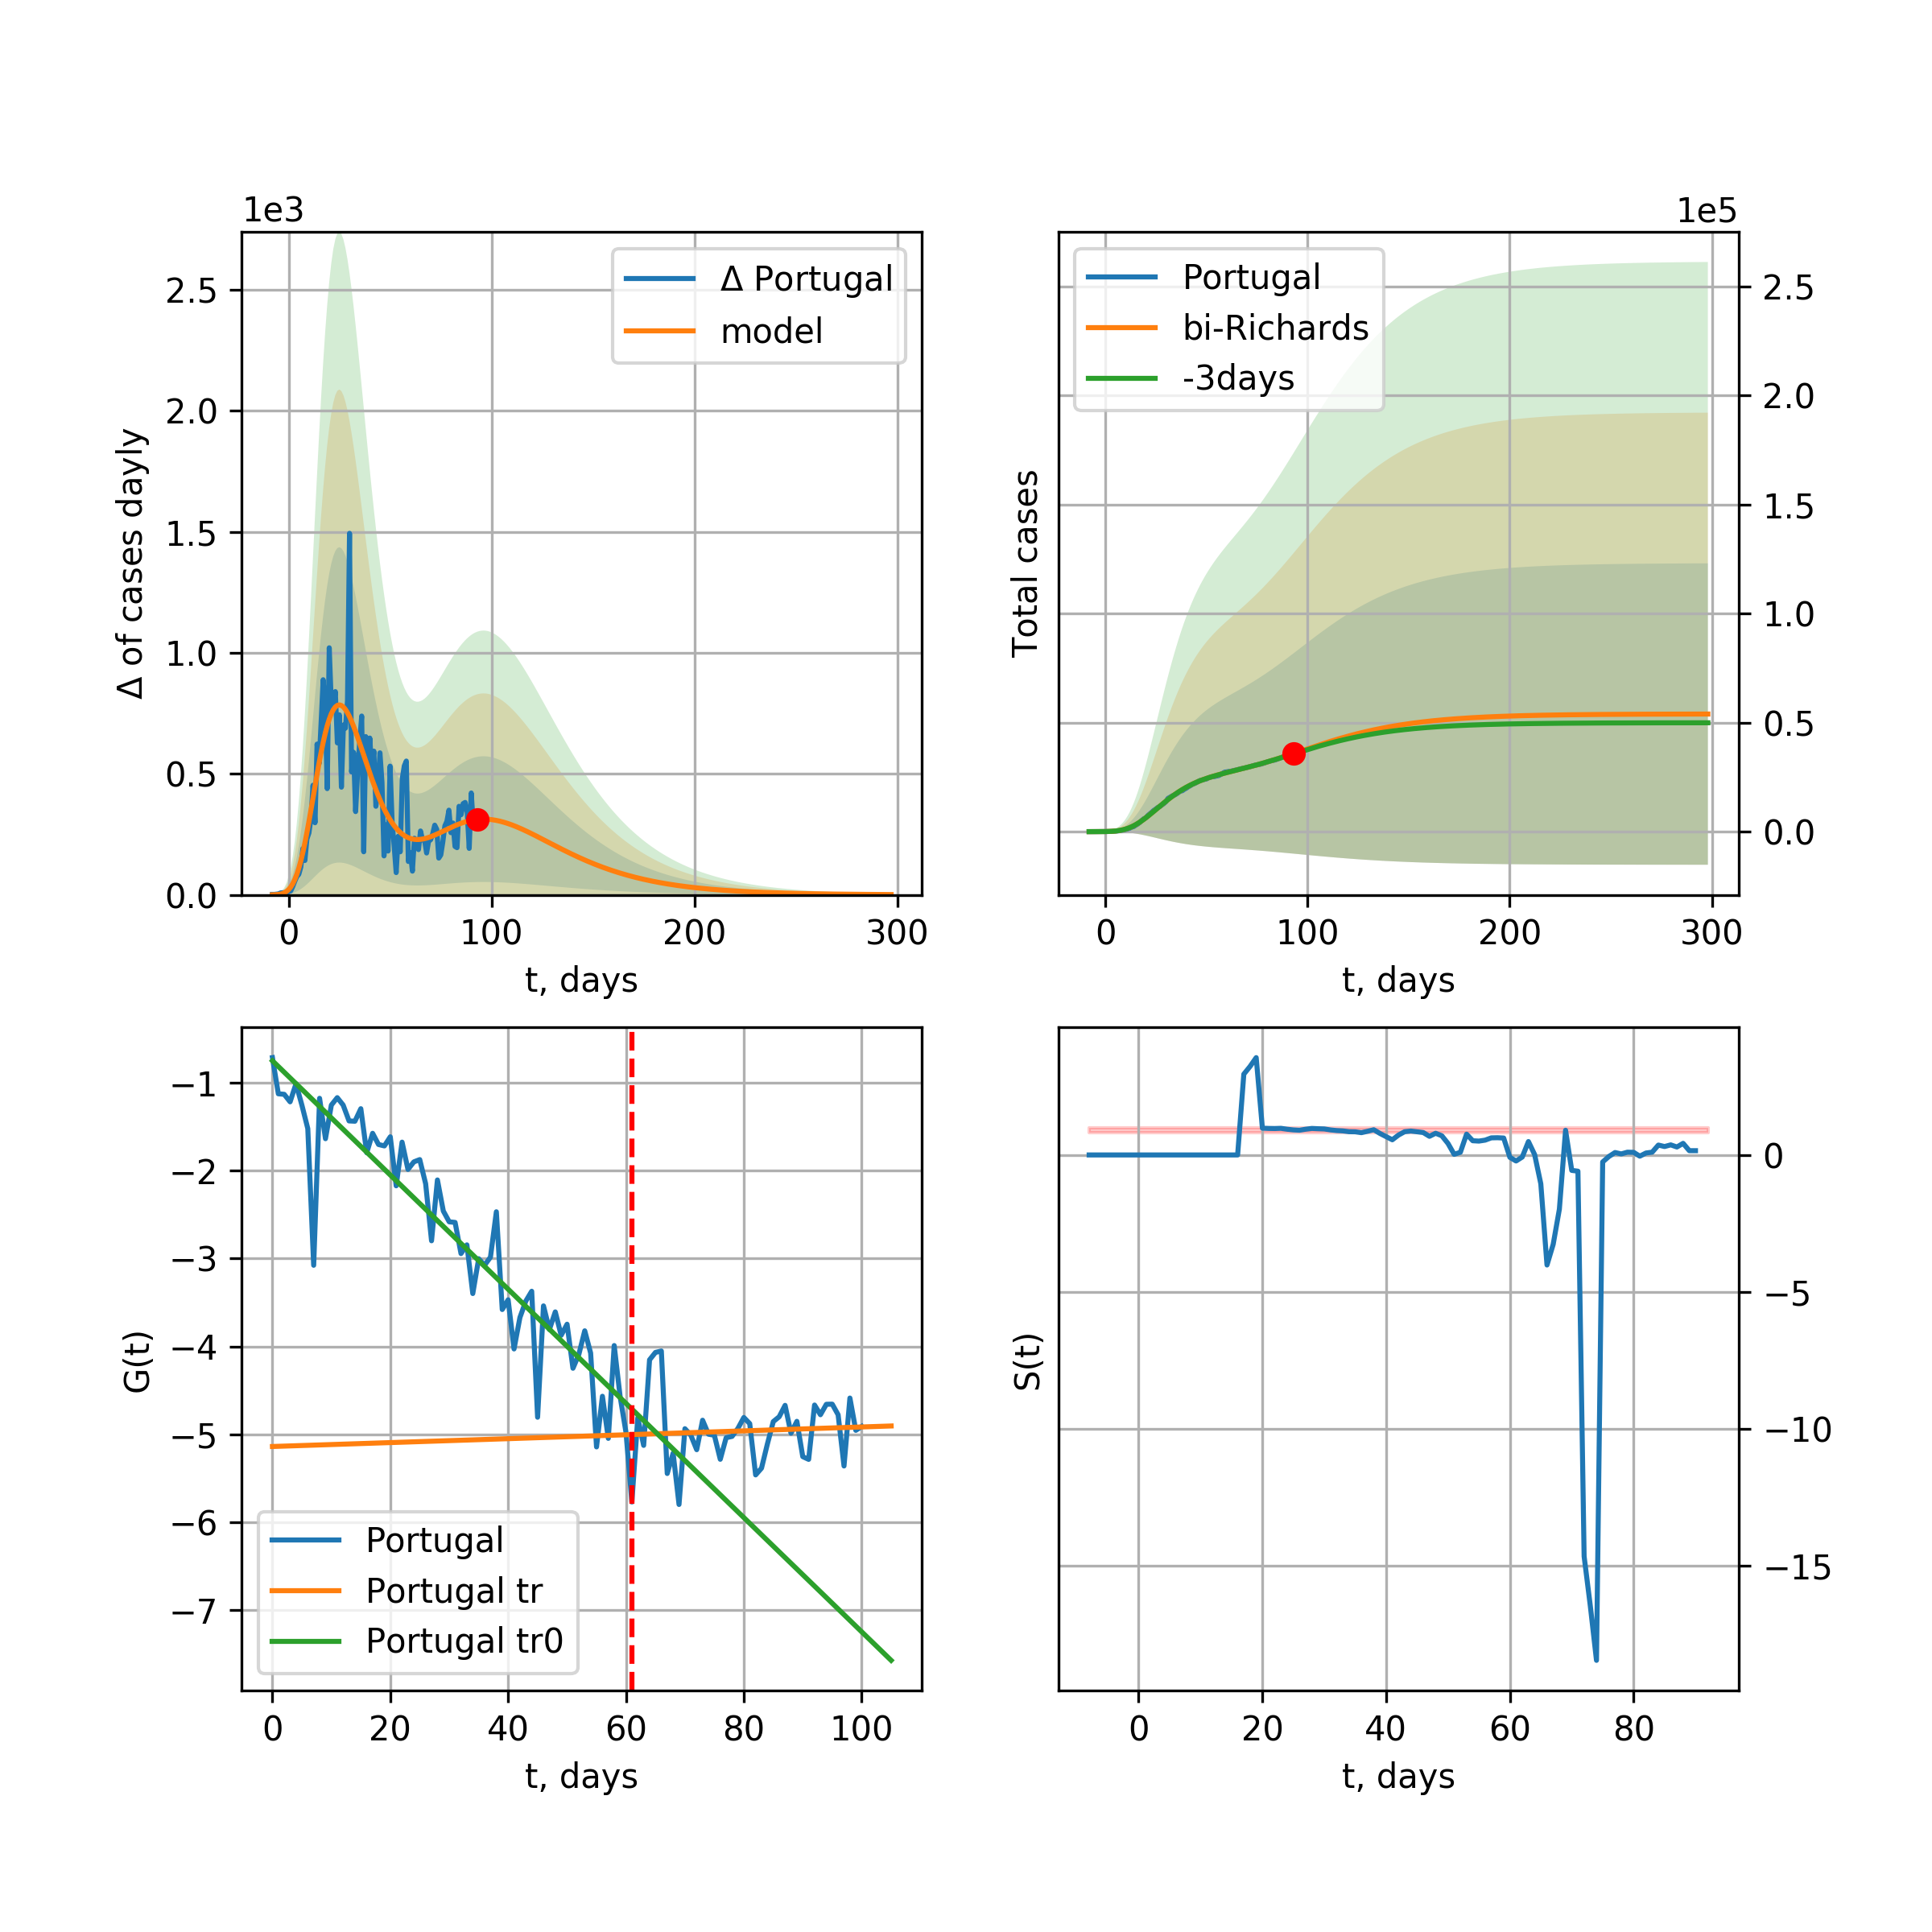 1e3
Δ of cases dayly
2.5
2.0
1.5
1.0
0.5
0.0
Δ Portugal
model
0 100 200 300
t, days
1e5
Total cases
Portugal
bi-Richards
-3days
2.5
2.0
1.5
1.0
0.5
0.0
0 100 200 300
t, days
G(t)
−1
−2
−3
−4
−5
−6
−7
Portugal
Portugal tr
Portugal tr0
0 20 40 60 80 100
t, days
S(t)
0
−5
−10
−15
0 20 40 60 80
t, days